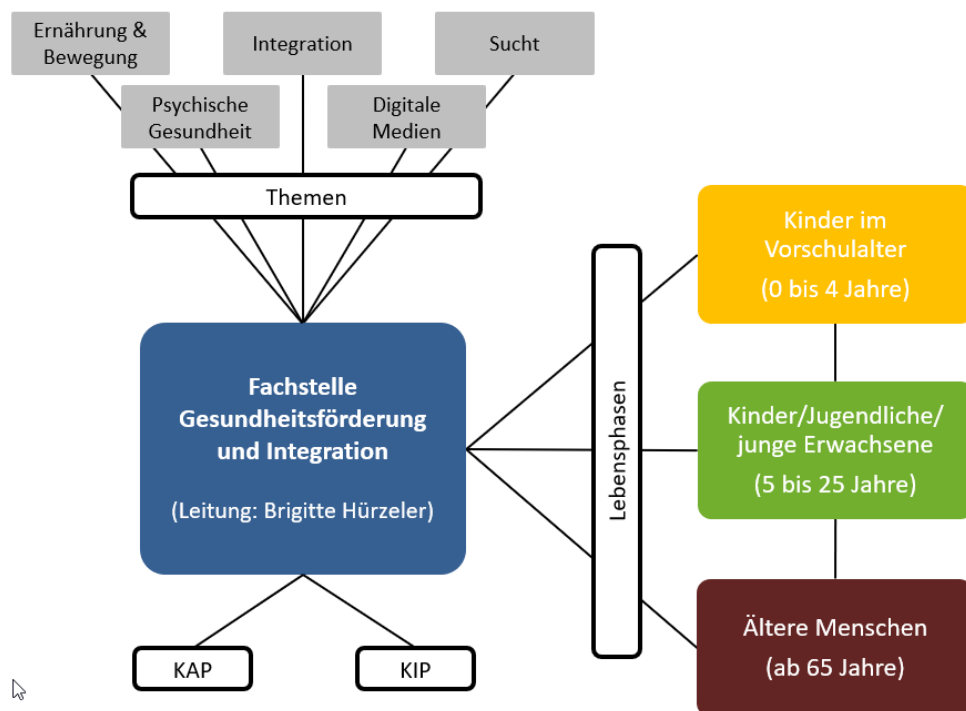 Ernährung &
Bewegung
Integration
Sucht
Psychische
Gesundheit
Digitale
Medien
Themen
Fachstelle
Gesundheitsförderung
und Integration
(Leitung: Brigitte Hürzeler)
KAP
KIP
Lebensphasen
Kinder im
Vorschulalter
(0 bis 4 Jahre)
Kinder/Jugendliche/
junge Erwachsene
(5 bis 25 Jahre)
Ältere Menschen
(ab 65 Jahre)